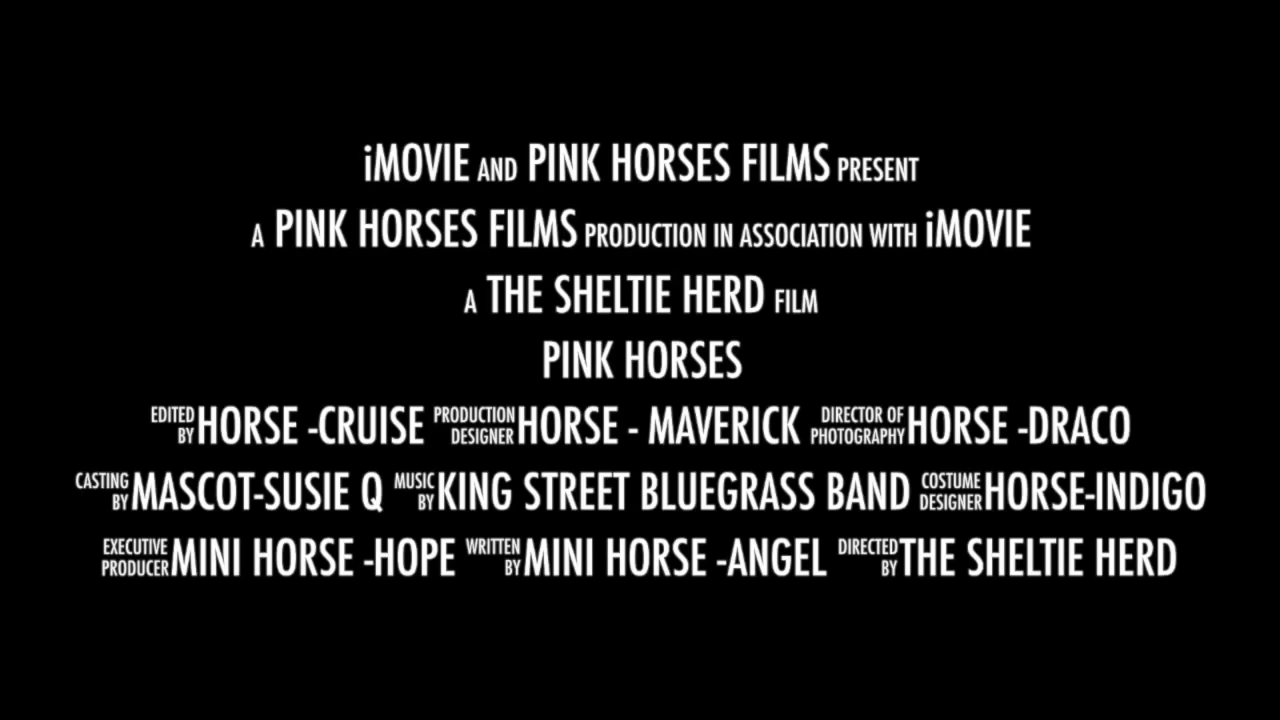 iMOVIE AND PINK HORSES FILMS PRESENT
A PINK HORSES FILMS PRODUCTION IN ASSOCIATION WITH iMOVIE
A THE SHELTIE HERD FILM
PINK HORSES
EDITED BY HORSE -CRUISE PRODUCTION DESIGNER HORSE - MAVERICK DIRECTOR OF PHOTOGRAPHY HORSE -DRACO
CASTING BY MASCOT-SUSIE Q MUSIC BY KING STREET BLUEGRASS BAND COSTUME DESIGNER HORSE-INDIGO
EXECUTIVE PRODUCER MINI HORSE -HOPE WRITTEN BY MINI HORSE -ANGEL DIRECTED BY THE SHELTIE HERD